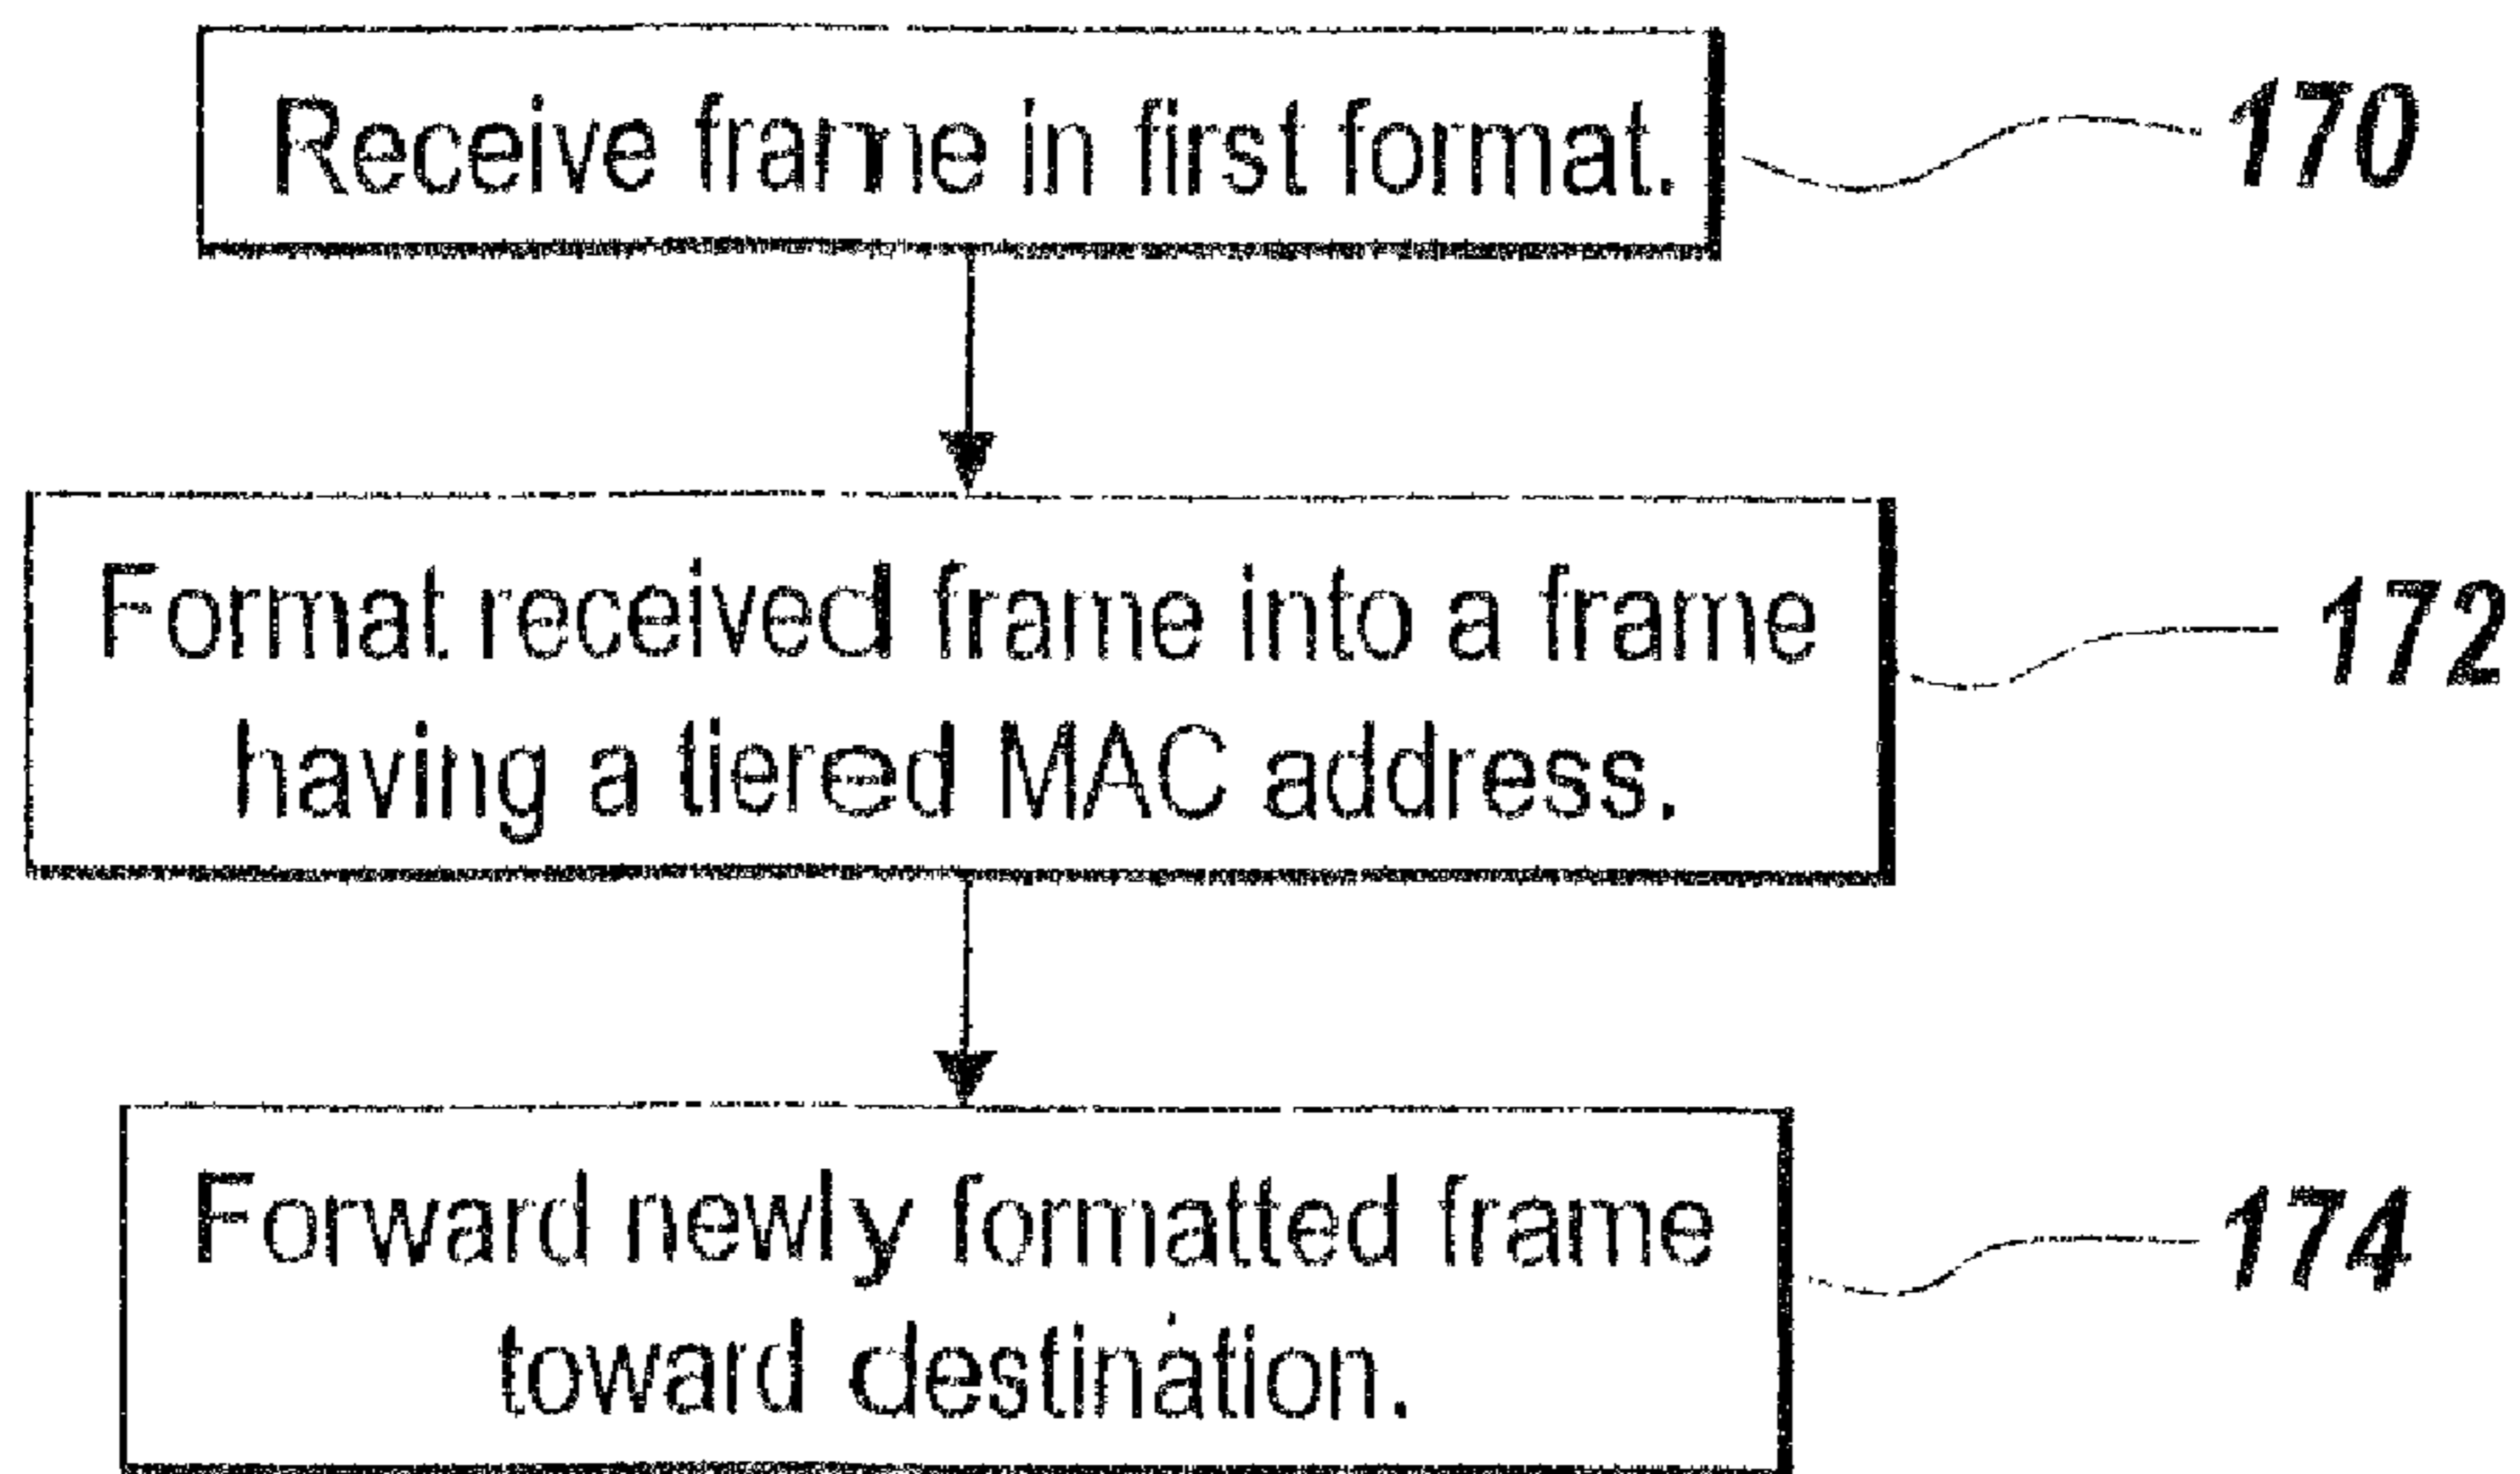 Receive frame in first format.
170
Format received frame into a frame
172
having a tiered MAC address.
Forward newly formatted frame
174
toward destination.